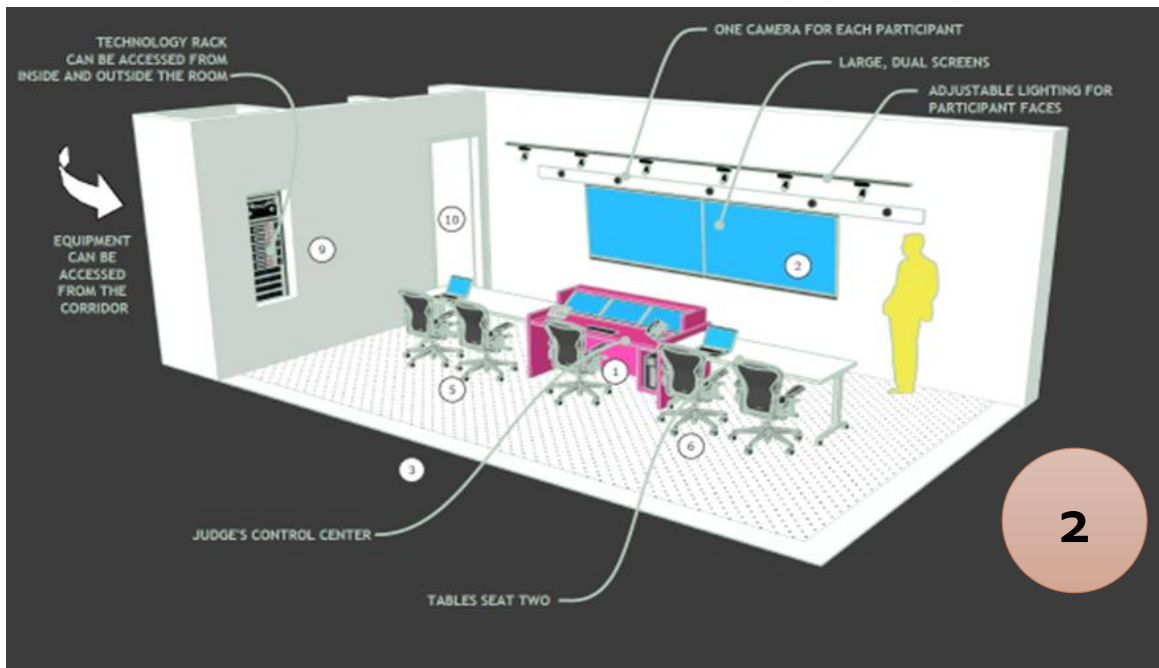 TECHNOLOGY RACK
CAN BE ACCESSED FROM
INSIDE AND OUTSIDE THE ROOM
ONE CAMERA FOR EACH PARTICIPANT
LARGE, DUAL SCREENS
ADJUSTABLE LIGHTING FOR
PARTICIPANT FACES
EQUIPMENT
CAN BE
ACCESSED
FROM THE
CORRIDOR
9
10
2
1
5
6
3
JUDGE'S CONTROL CENTER
TABLES SEAT TWO
2